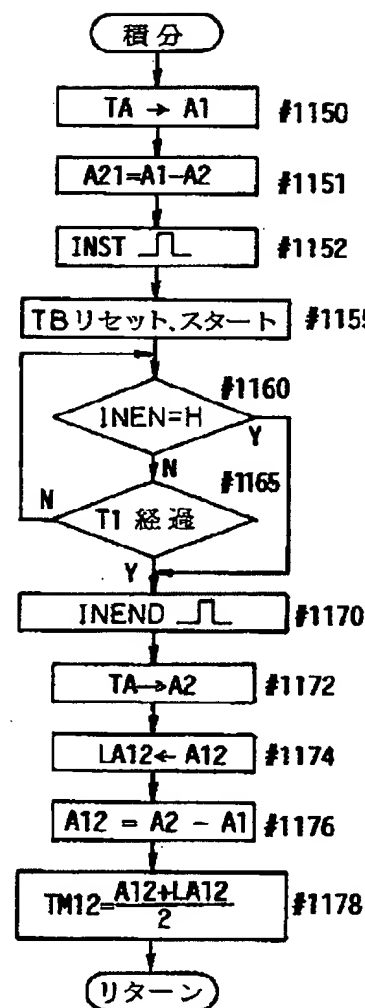 積分
TA → A1 #1150
A21=A1-A2 #1151
INST #1152
TBリセット、スタート #1155
#1160
INEN=H
Y
N
#1165
N
T1 経過
Y
INEND #1170
TA→A2 #1172
LA12← A12 #1174
A12 = A2 - A1 #1176
TM12=A12+LA12/2 #1178
リターン